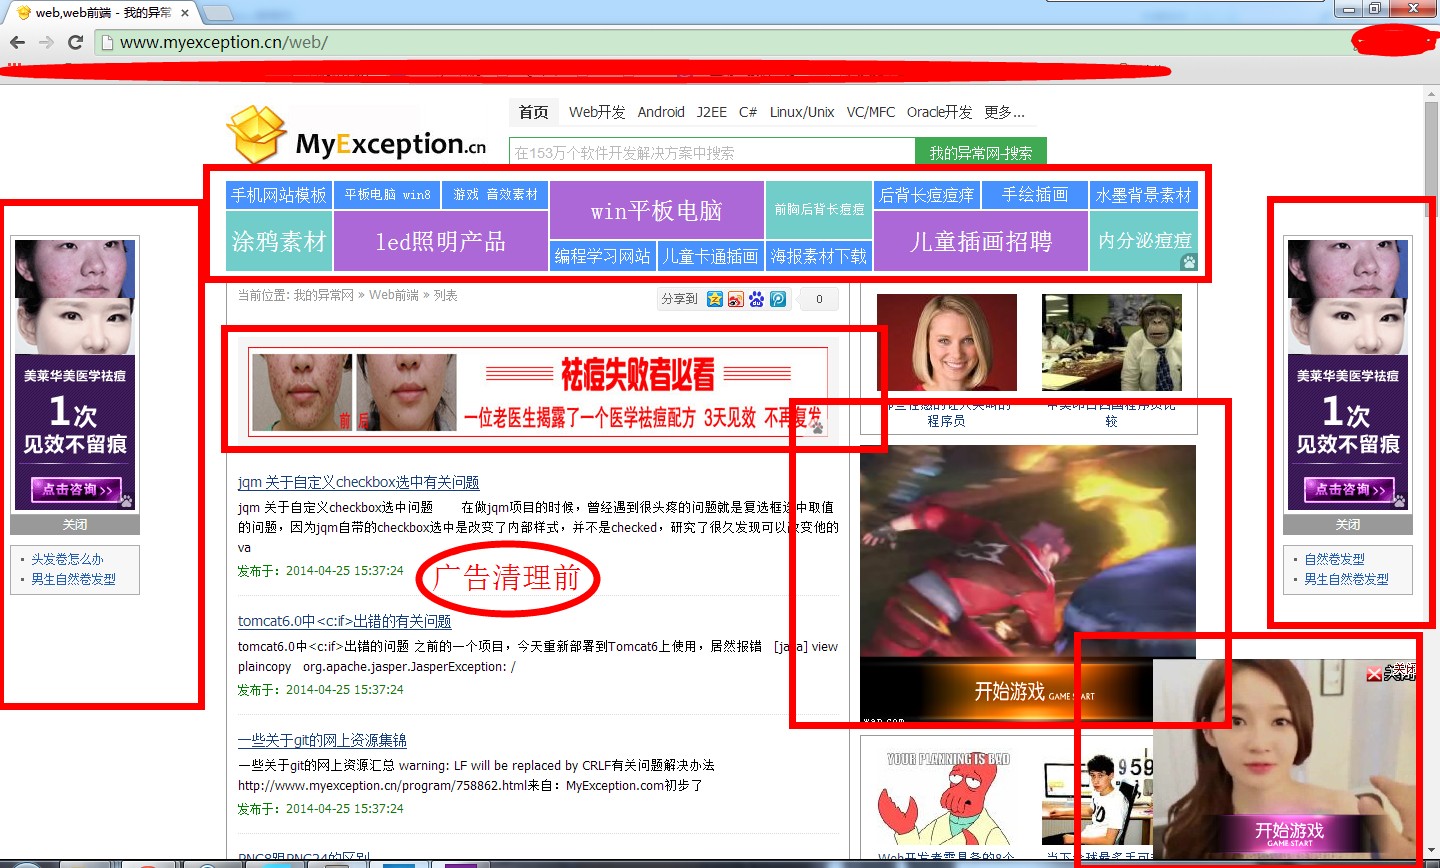 web,web前端 - 我的异常
www.myexception.cn/web/
MyException.cn
首页 Web开发 Android J2EE C# Linux/Unix VC/MFC Oracle开发 更多...
在153万个软件开发解决方案中搜索 我的异常网-搜索
手机网站模板 平板电脑 win8 游戏 音效素材 win平板电脑 前胸后背长痘痘 后背长痘痘痒 手绘插画 水墨背景素材
涂鸦素材 led照明产品 编程学习网站 儿童卡通插画 海报素材下载 儿童插画招聘 内分泌痘痘
当前位置: 我的异常网 » Web前端 » 列表
分享到 0
祛痘失败者必看
前 后
一位老医生揭露了一个医学祛痘配方 3天见效 不再复发
美莱华美医学祛痘
1次
见效不留痕
点击咨询>>
关闭
头发卷怎么办
男生自然卷发型
jqm 关于自定义checkbox选中有关问题
jqm 关于自定义checkbox选中问题 在做jqm项目的时候，曾经遇到很头疼的问题就是复选框选中取值
的问题，因为jqm自带的checkbox选中是改变了内部样式，并不是checked，研究了很久发现可以改变他的
va
发布于：2014-04-25 15:37:24
广告清理前
tomcat6.0中<c:if>出错的有关问题
tomcat6.0中<c:if>出错的问题 之前的一个项目，今天重新部署到Tomcat6上使用，居然报错 [java] view
plaincopy org.apache.jasper.JasperException: /
发布于：2014-04-25 15:37:24
一些关于git的网上资源集锦
一些关于git的网上资源汇总 warning: LF will be replaced by CRLF有关问题解决办法
http://www.myexception.cn/program/758862.html来自：MyException.com初步了
发布于：2014-04-25 15:37:24
PNG8跟PNG24的区别
程序员
较
开始游戏 GAME START
YOUR PLANNING IS BAD
959
Web开发者需具备的8个
美莱华美医学祛痘
1次
见效不留痕
点击咨询>>
关闭
自然卷发型
男生自然卷发型
关闭
开始游戏
GAME START